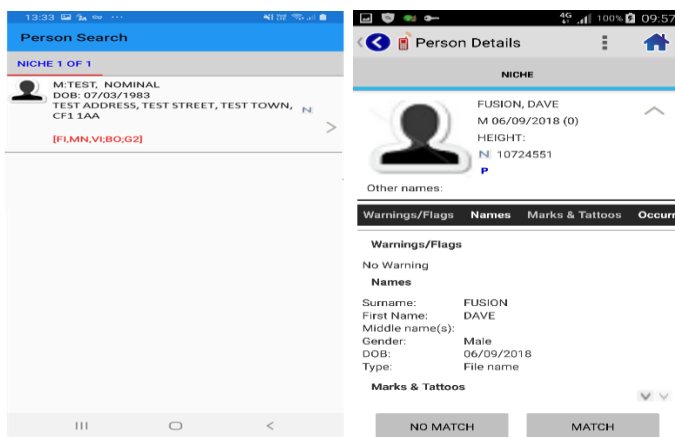 13:33
Person Search
NICHE 1 OF 1
M:TEST, NOMINAL
DOB: 07/03/1983
TEST ADDRESS, TEST STREET, TEST TOWN,
CF1 1AA
N
[FI,MN,VI;BO;G2]
4G 100% 09:57
Person Details
NICHE
FUSION, DAVE
M 06/09/2018 (0)
HEIGHT:
N 10724551
P
Other names:
Warnings/Flags Names Marks & Tattoos Occurr
Warnings/Flags
No Warning
Names
Surname: FUSION
First Name: DAVE
Middle name(s):
Gender: Male
DOB: 06/09/2018
Type: File name
Marks & Tattoos
NO MATCH MATCH